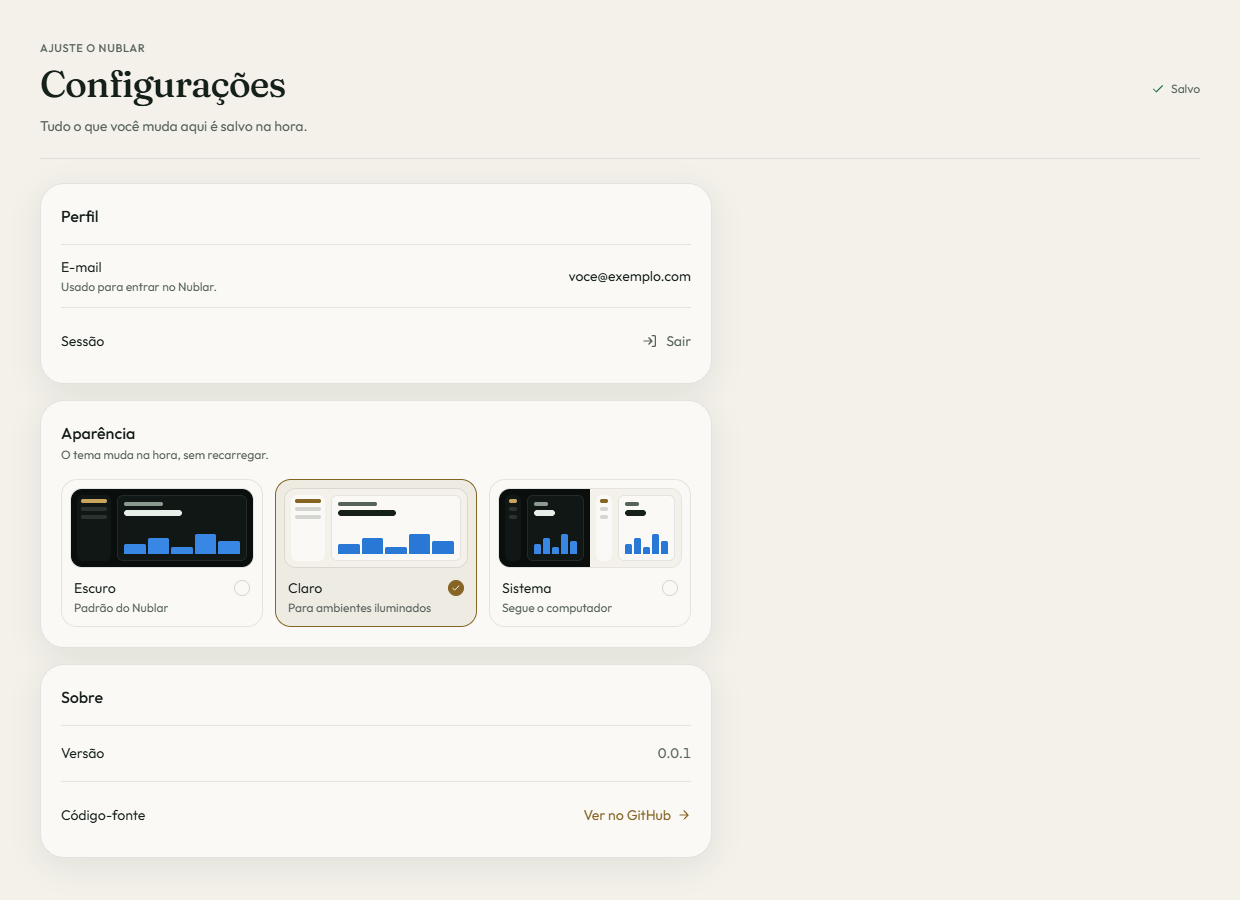 AJUSTE O NUBLAR
Configurações
Salvo
Tudo o que você muda aqui é salvo na hora.
Perfil
E-mail
Usado para entrar no Nublar.
voce@exemplo.com
Sessão
Sair
Aparência
O tema muda na hora, sem recarregar.
Escuro
Padrão do Nublar
Claro
Para ambientes iluminados
Sistema
Segue o computador
Sobre
Versão
0.0.1
Código-fonte
Ver no GitHub